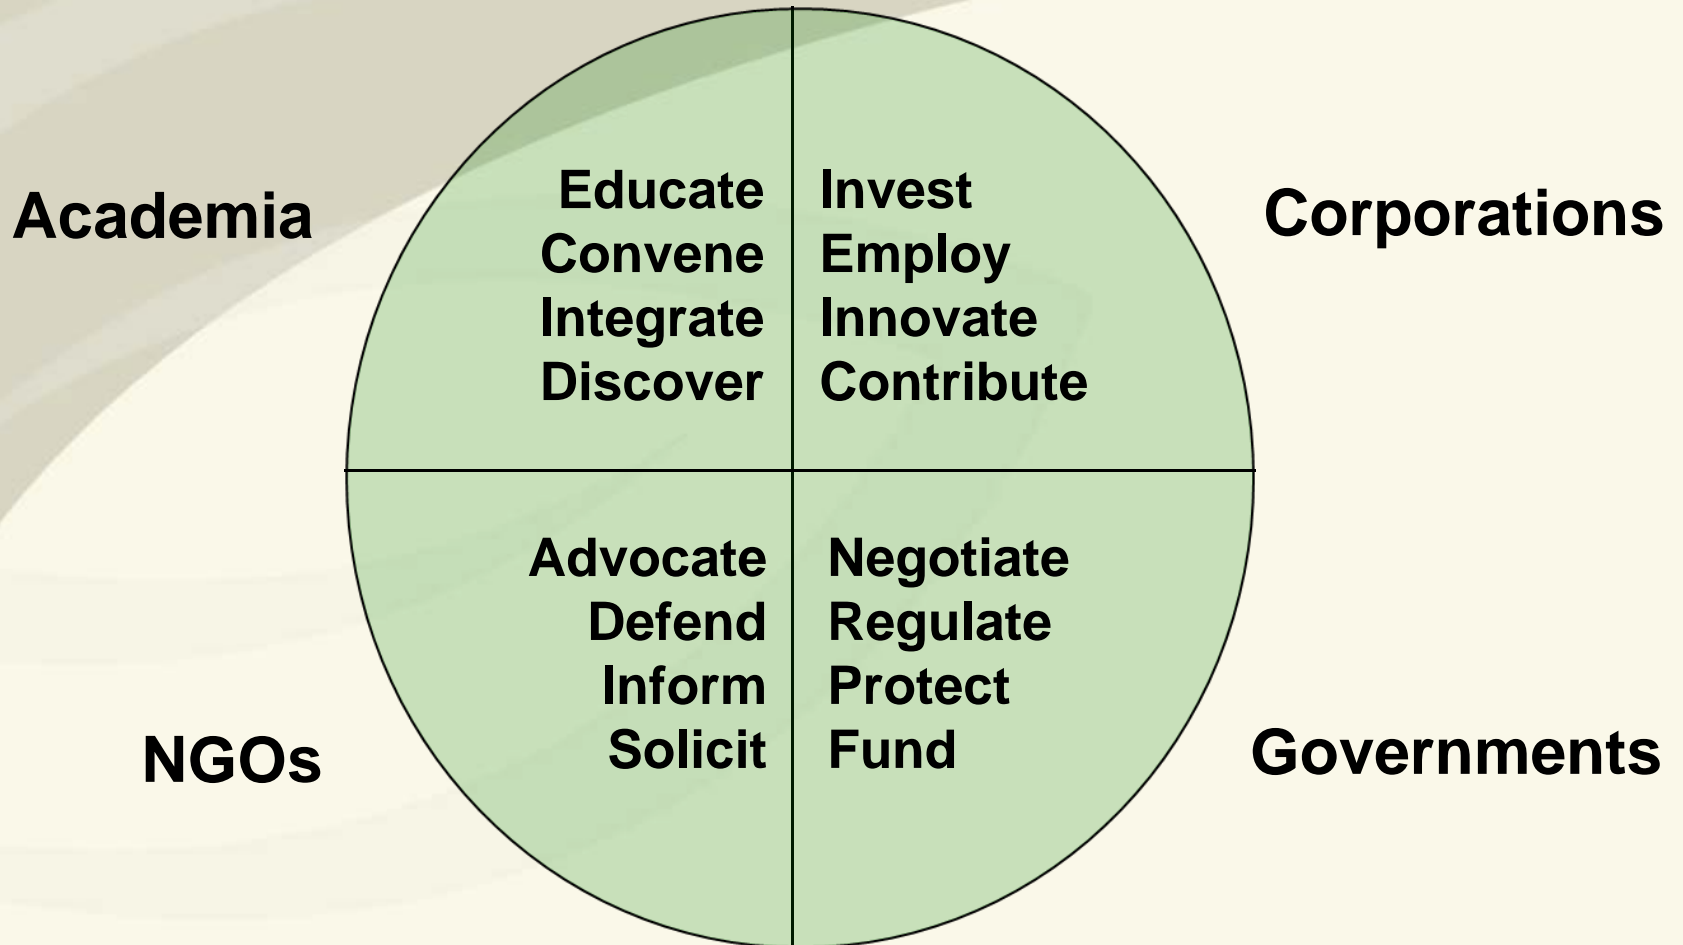 Academia
Educate
Convene
Integrate
Discover
Invest
Employ
Innovate
Contribute
Corporations
NGOs
Advocate
Defend
Inform
Solicit
Negotiate
Regulate
Protect
Fund
Governments